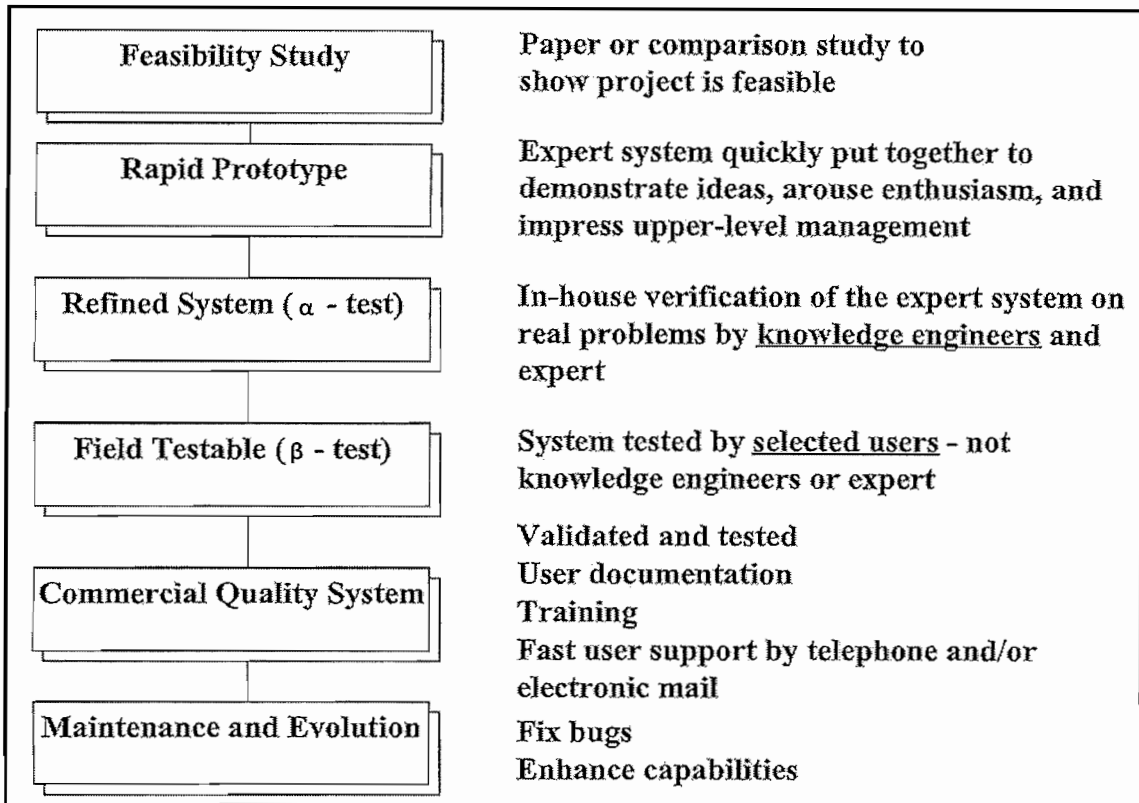 Feasibility Study
Paper or comparison study to
show project is feasible
Rapid Prototype
Expert system quickly put together to
demonstrate ideas, arouse enthusiasm, and
impress upper-level management
Refined System (α - test)
In-house verification of the expert system on
real problems by knowledge engineers and
expert
Field Testable (β - test)
System tested by selected users - not
knowledge engineers or expert
Commercial Quality System
Validated and tested
User documentation
Training
Fast user support by telephone and/or
electronic mail
Maintenance and Evolution
Fix bugs
Enhance capabilities